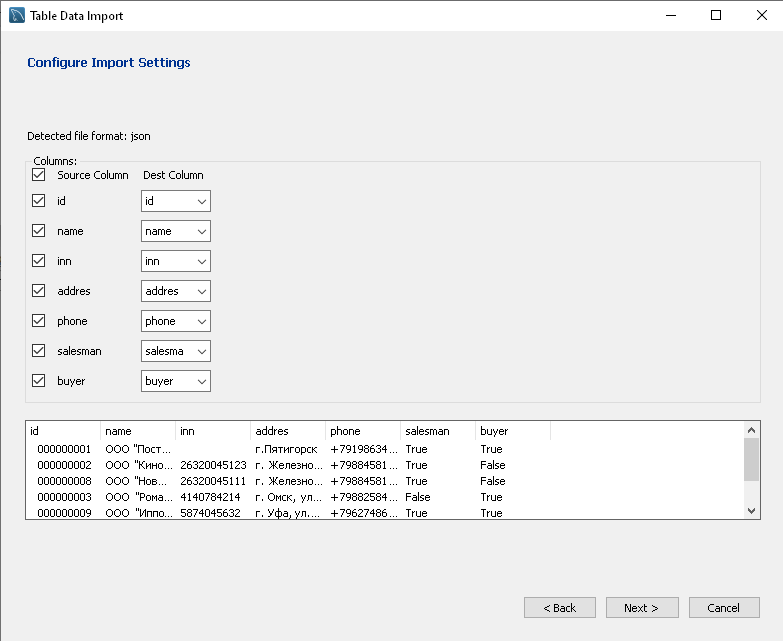 Table Data Import
Configure Import Settings
Detected file format: json
Columns:
Source Column Dest Column
id id
name name
inn inn
addres addres
phone phone
salesman salesma
buyer buyer
id name inn addres phone salesman buyer
000000001 ООО "Пост... г.Пятигорск +79198634... True True
000000002 ООО "Кино... 26320045123 г. Железно... +79884581... True False
000000008 ООО "Нов... 26320045111 г. Железно... +79884581... True False
000000003 ООО "Рома... 4140784214 г. Омск, ул... +79882584... False True
000000009 ООО "Иппо... 5874045632 г. Уфа, ул.... +79627486... True True
< Back Next > Cancel